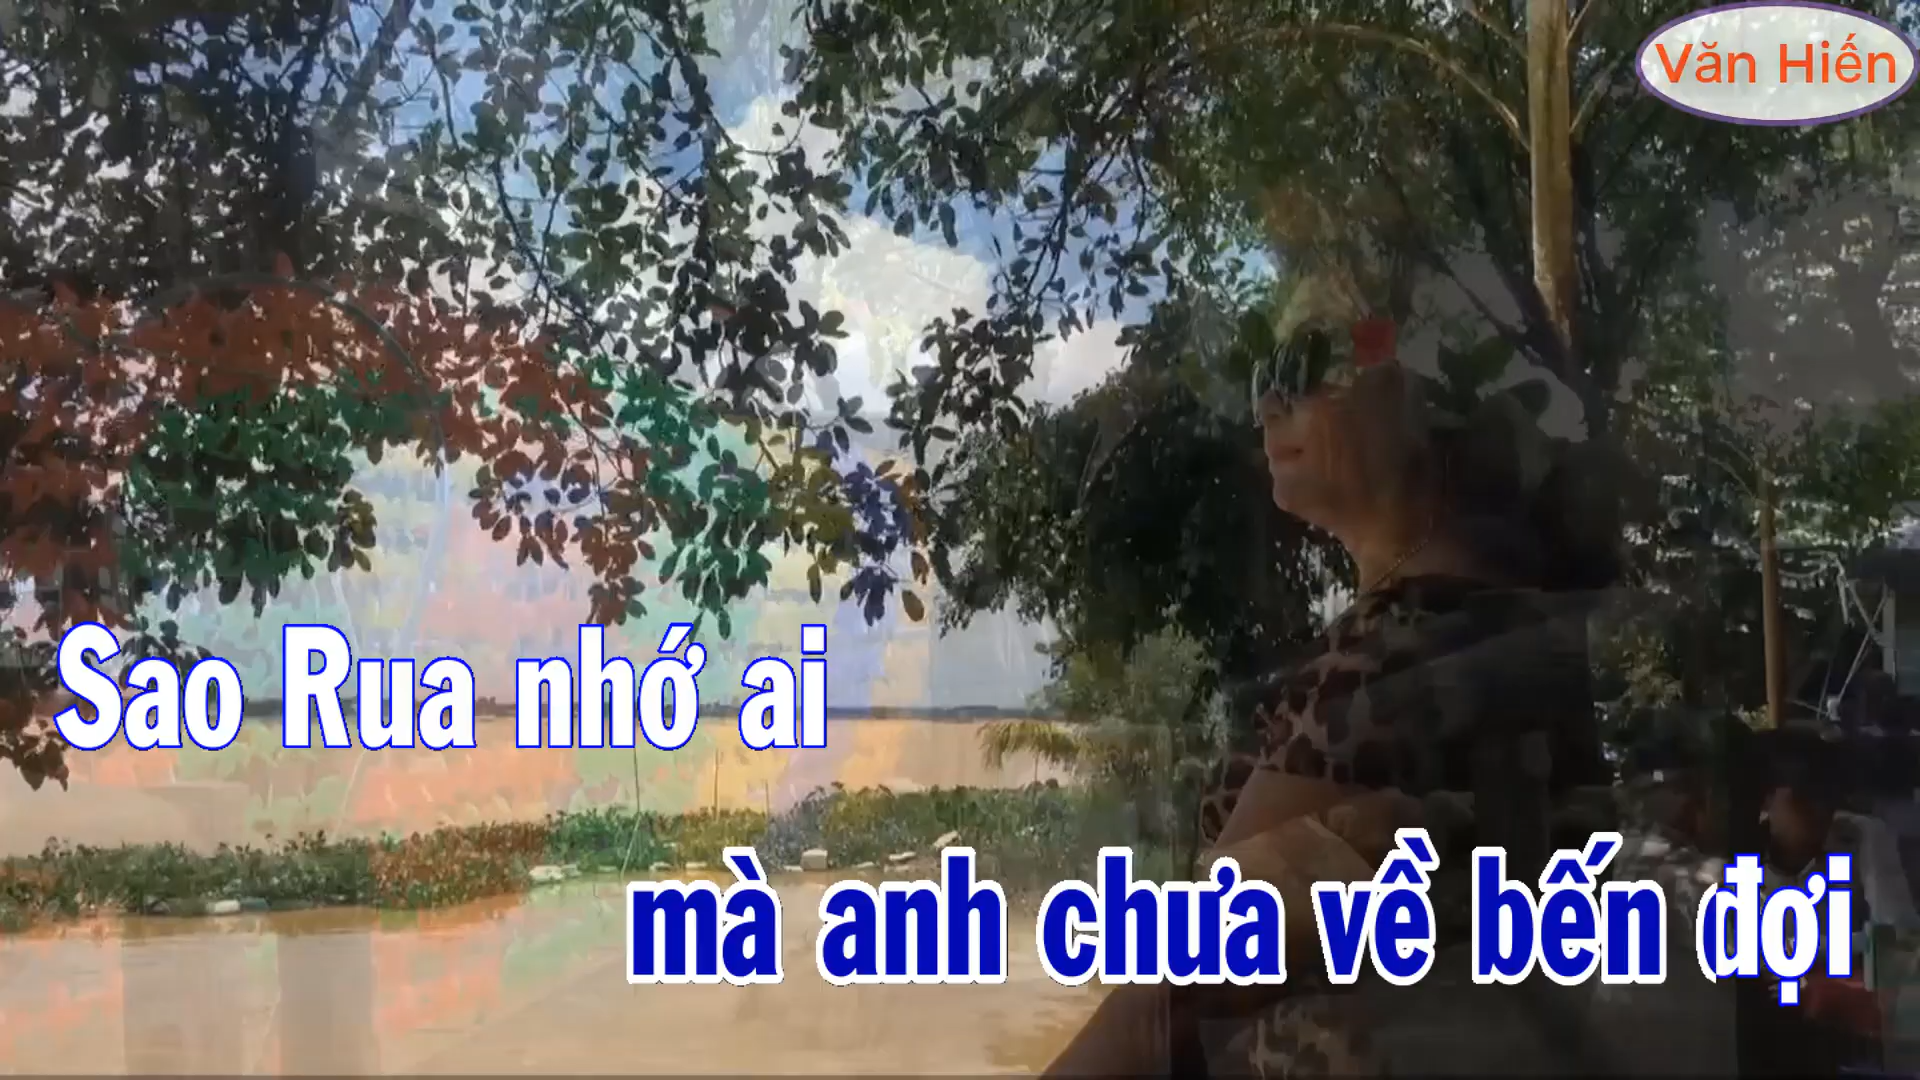 Văn Hiến
Sao Rua nhớ ai
mà anh chưa về bến đợi